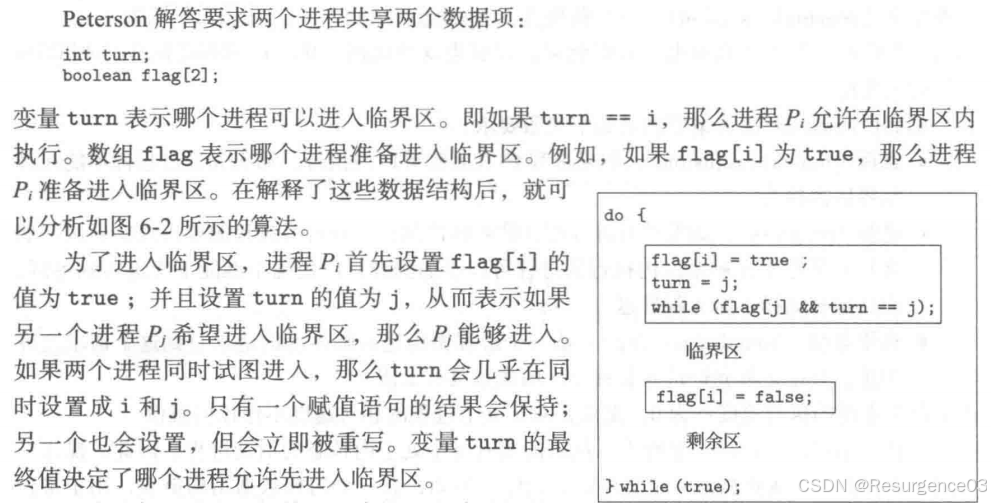 Peterson 解答要求两个进程共享两个数据项：
int turn;
boolean flag[2];
变量 turn 表示哪个进程可以进入临界区。即如果 turn == i，那么进程 Pi 允许在临界区内
执行。数组 flag 表示哪个进程准备进入临界区。例如，如果 flag[i] 为 true，那么进程
Pi 准备进入临界区。在解释了这些数据结构后，就可
以分析如图 6-2 所示的算法。
为了进入临界区，进程 Pi 首先设置 flag[i] 的
值为 true ；并且设置 turn 的值为 j，从而表示如果
另一个进程 Pj 希望进入临界区，那么 Pj 能够进入。
如果两个进程同时试图进入，那么 turn 会几乎在同
时设置成 i 和 j。只有一个赋值语句的结果会保持；
另一个也会设置，但会立即被重写。变量 turn 的最
终值决定了哪个进程允许先进入临界区。
do {
flag[i] = true ;
turn = j;
while (flag[j] && turn == j);
临界区
flag[i] = false;
剩余区
} while (true);
CSDN @Resurgence03